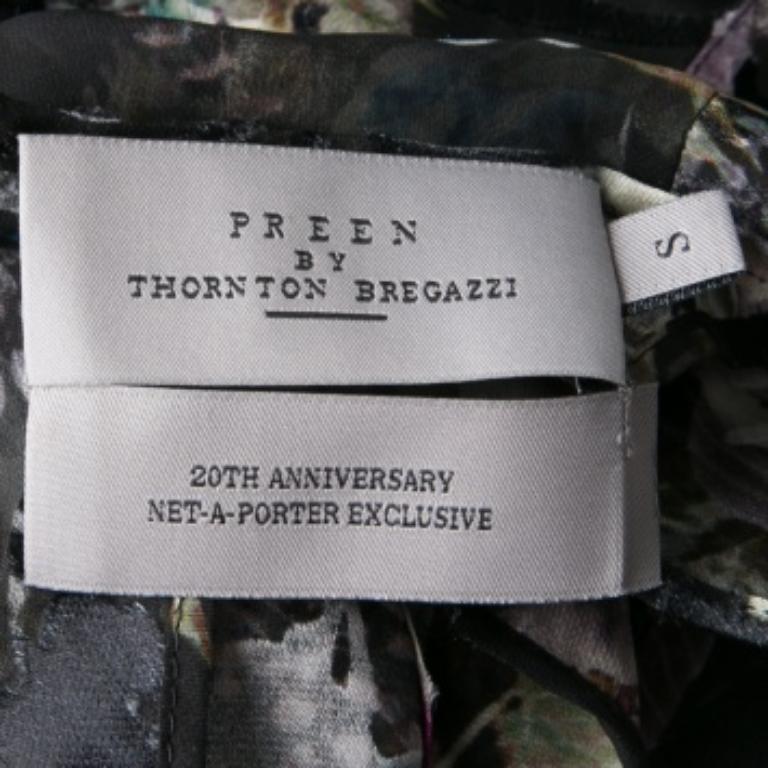 PREEN
BY
THORNTON BREGAZZI
S
20TH ANNIVERSARY
NET-A-PORTER EXCLUSIVE